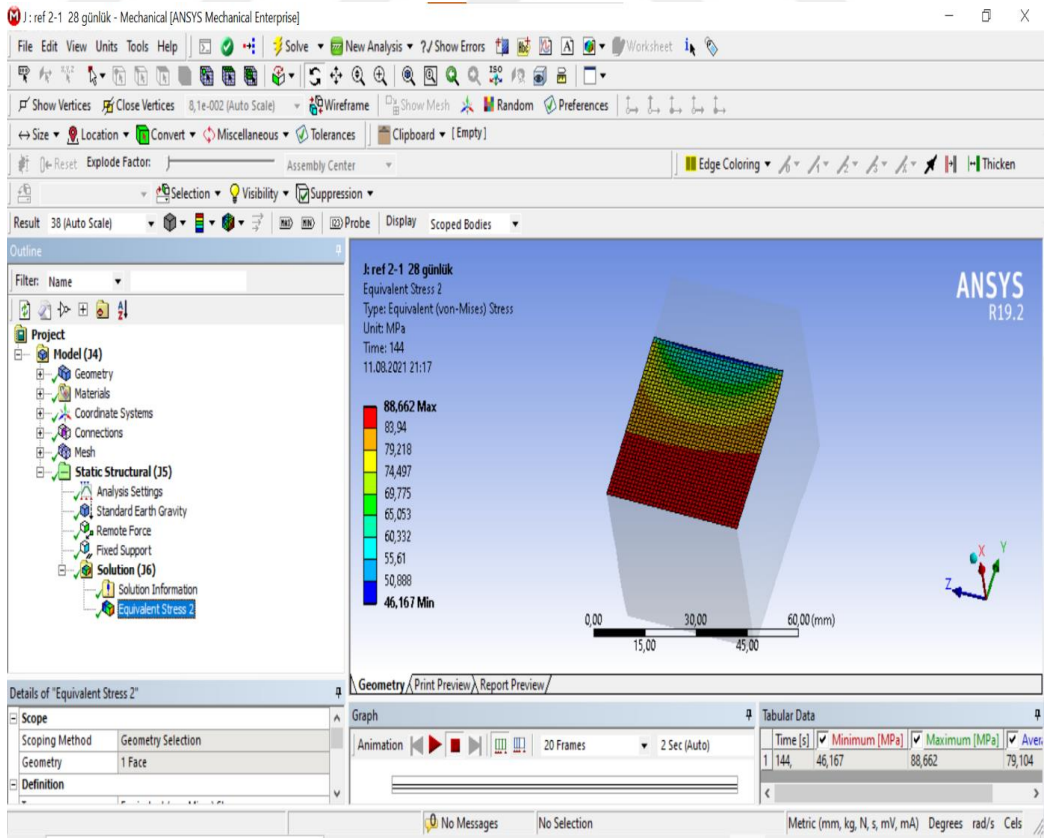 J : ref 2-1 28 günlük - Mechanical [ANSYS Mechanical Enterprise]
File Edit View Units Tools Help Solve New Analysis ?/ Show Errors Worksheet
Show Vertices Close Vertices 8,1e-002 (Auto Scale) Wireframe Show Mesh Random Preferences
Size Location Convert Miscellaneous Tolerances Clipboard [Empty]
Reset Explode Factor: Assembly Center Edge Coloring Thicken
Selection Visibility Suppression
Result 38 (Auto Scale) Probe Display Scoped Bodies
Outline
Filter: Name
Project
Model (J4)
Geometry
Materials
Coordinate Systems
Connections
Mesh
Static Structural (J5)
Analysis Settings
Standard Earth Gravity
Remote Force
Fixed Support
Solution (J6)
Solution Information
Equivalent Stress 2
Details of "Equivalent Stress 2"
Scope
Scoping Method Geometry Selection
Geometry 1 Face
Definition
J: ref 2-1 28 günlük
Equivalent Stress 2
Type: Equivalent (von-Mises) Stress
Unit: MPa
Time: 144
11.08.2021 21:17
88,662 Max
83,94
79,218
74,497
69,775
65,053
60,332
55,61
50,888
46,167 Min
ANSYS
R19.2
X
Y
Z
0,00 30,00 60,00 (mm)
15,00 45,00
Geometry Print Preview Report Preview
Graph
Animation 20 Frames 2 Sec (Auto)
Tabular Data
Time [s] Minimum [MPa] Maximum [MPa] Aver
1 144, 46,167 88,662 79,104
No Messages No Selection Metric (mm, kg, N, s, mV, mA) Degrees rad/s Cels